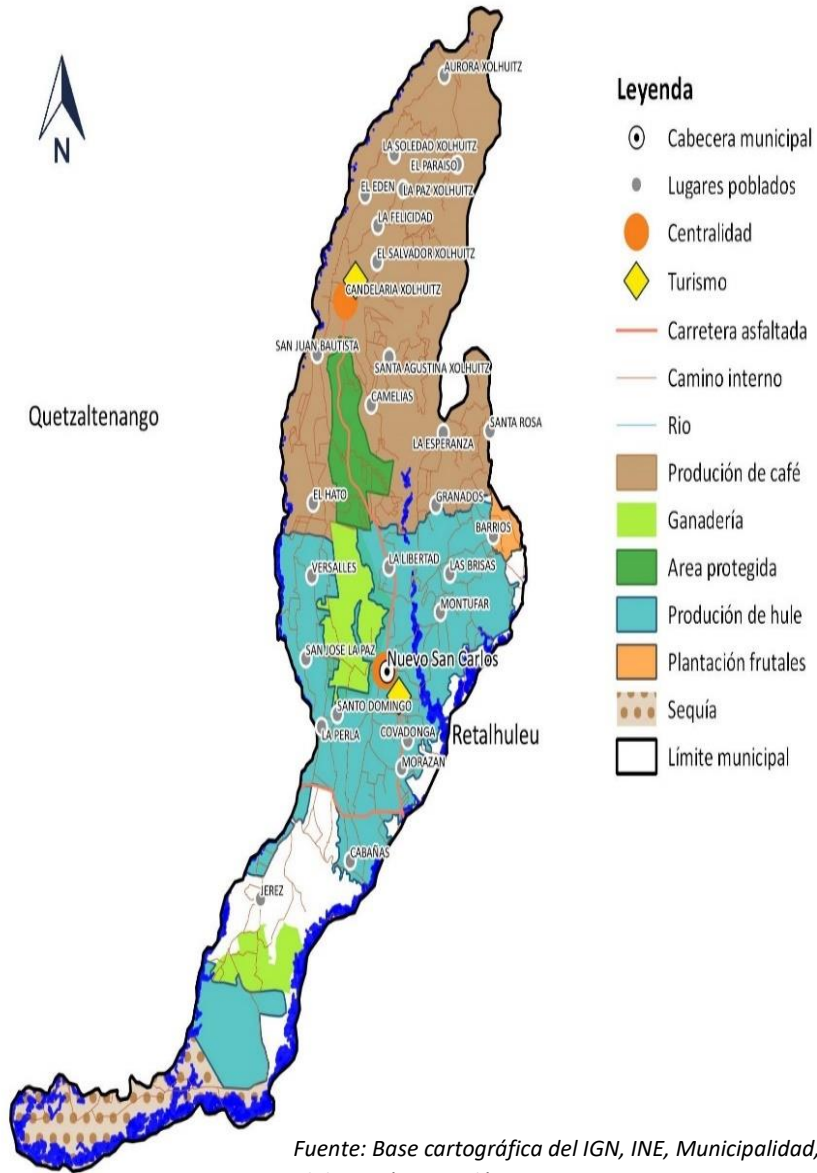 AURORA XOLHUITZ
LA SOLEDAD XOLHUITZ
EL PARAISO
EL EDEN
LA PAZ XOLHUITZ
LA FELICIDAD
EL SALVADOR XOLHUITZ
CANDELARIA XOLHUITZ
SAN JUAN BAUTISTA
SANTA AGUSTINA XOLHUITZ
CAMELIAS
Quetzaltenango
SANTA ROSA
LA ESPERANZA
EL HATO
GRANADOS
BARRIOS
LA LIBERTAD
VERSALLES
LAS BRISAS
MONTUFAR
SAN JOSE LA PAZ
Nuevo San Carlos
SANTO DOMINGO
LA PERLA
COVADONGA
Retalhuleu
MORAZAN
CABAÑAS
JEREZ
N
Leyenda
Cabecera municipal
Lugares poblados
Centralidad
Turismo
Carretera asfaltada
Camino interno
Rio
Produción de café
Ganadería
Area protegida
Produción de hule
Plantación frutales
Sequía
Límite municipal
Fuente: Base cartográfica del IGN, INE, Municipalidad,